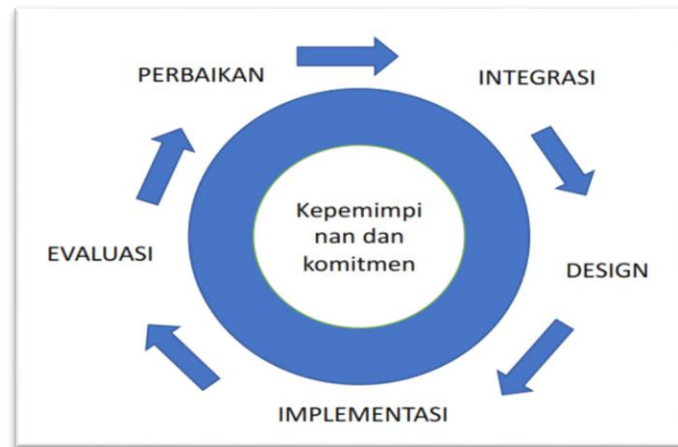 PERBAIKAN
INTEGRASI
Kepemimpi
nan dan
komitmen
EVALUASI
DESIGN
IMPLEMENTASI